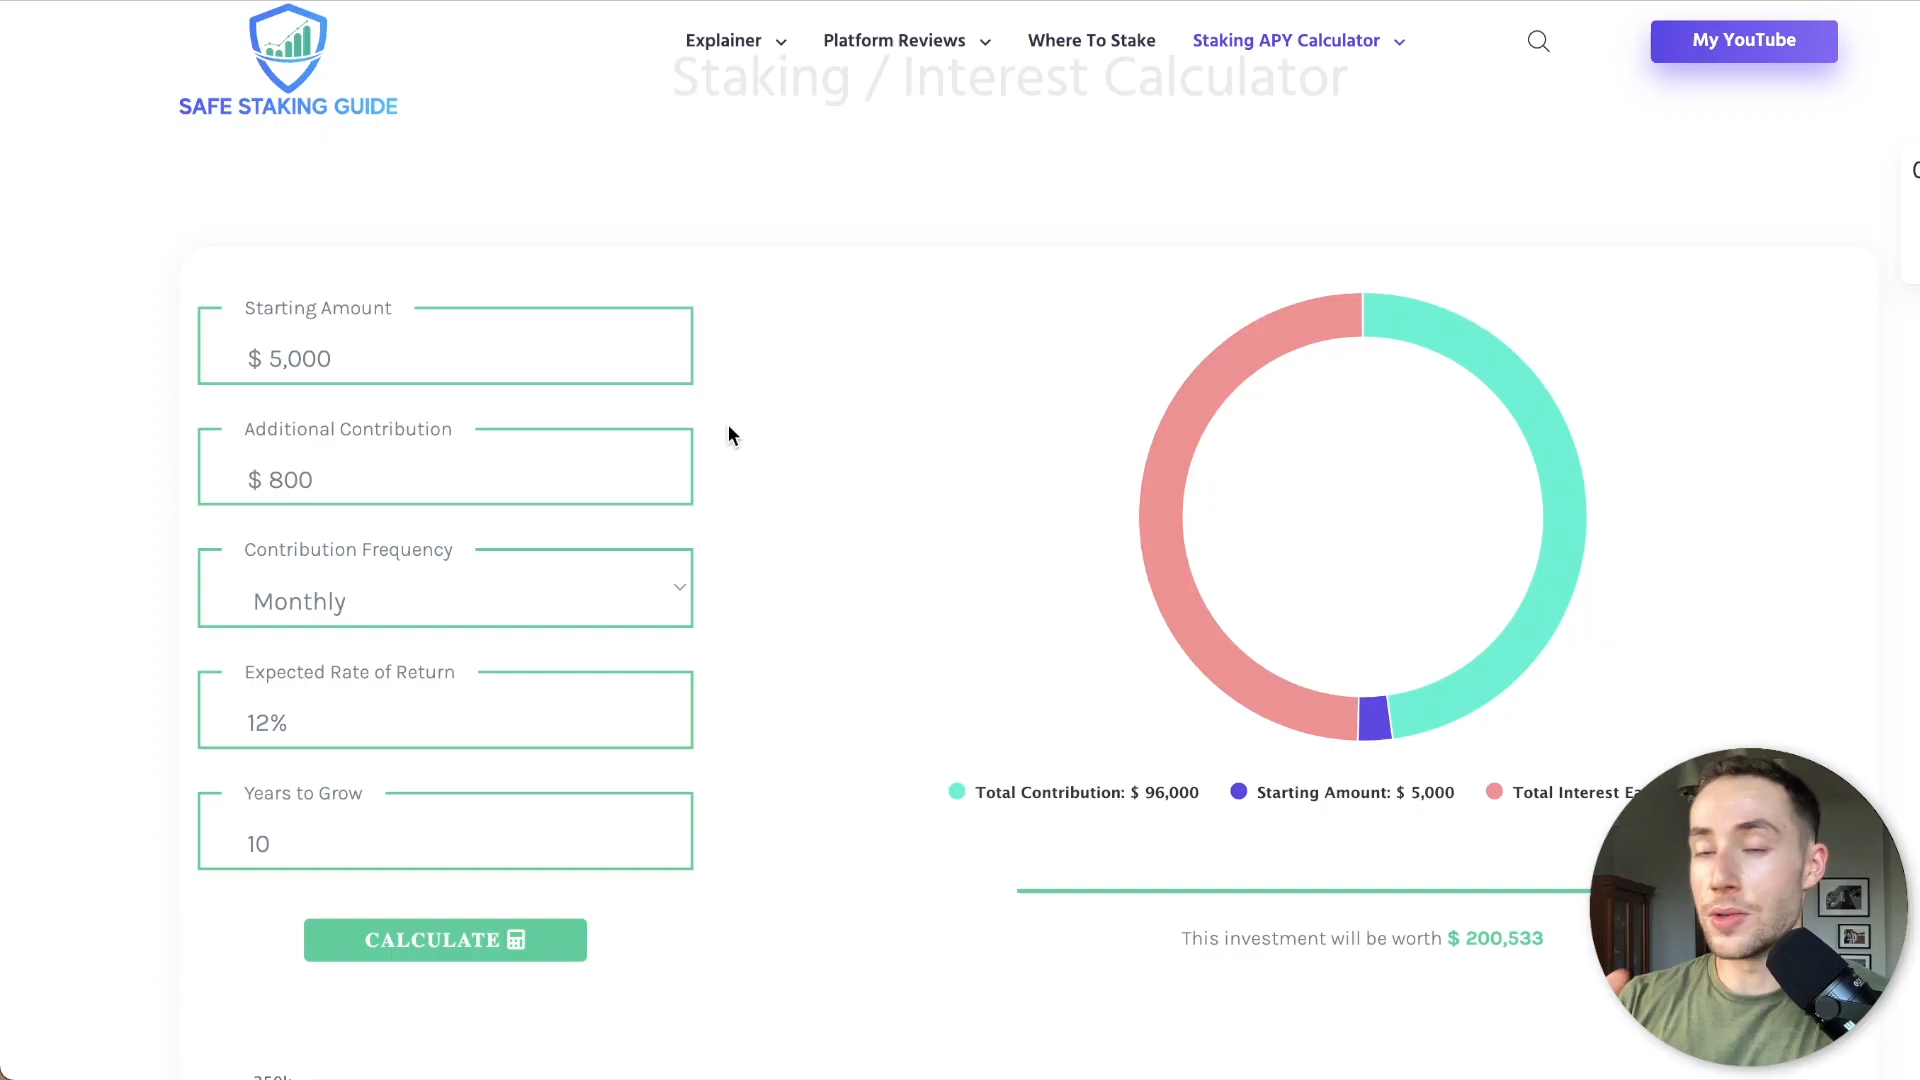 Explainer
Platform Reviews
Where To Stake
Staking APY Calculator
My YouTube
SAFE STAKING GUIDE
Staking / Interest Calculator
Starting Amount
$ 5,000
Additional Contribution
$ 800
Contribution Frequency
Monthly
Expected Rate of Return
12%
Years to Grow
10
CALCULATE
Total Contribution: $ 96,000
Starting Amount: $ 5,000
Total Interest
This investment will be worth $ 200,533